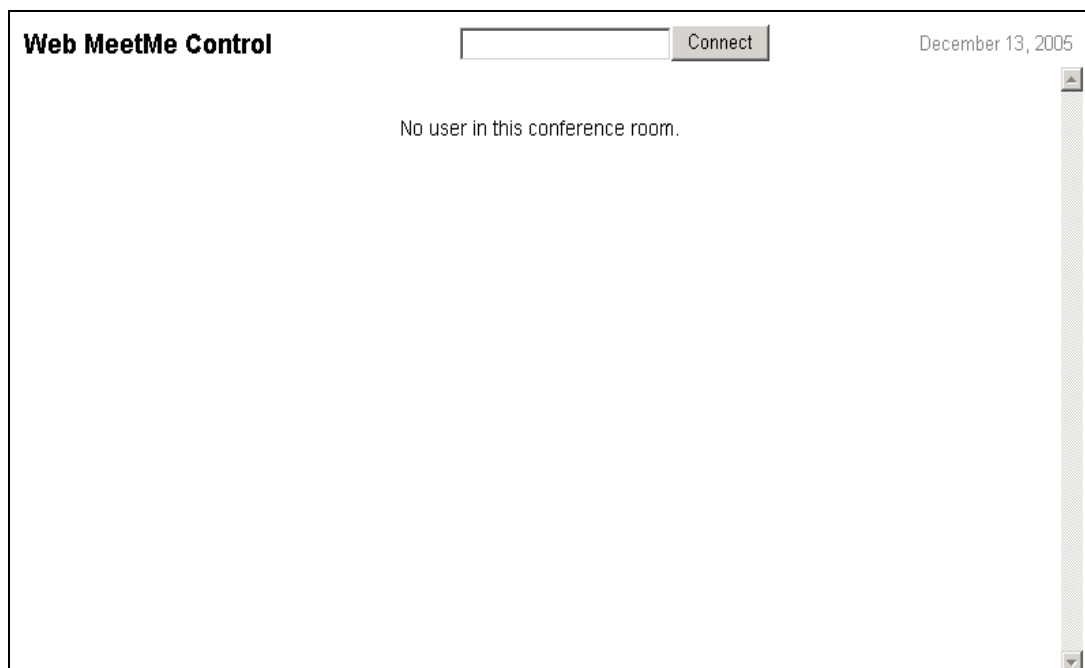 Web MeetMe Control Connect December 13, 2005
No user in this conference room.